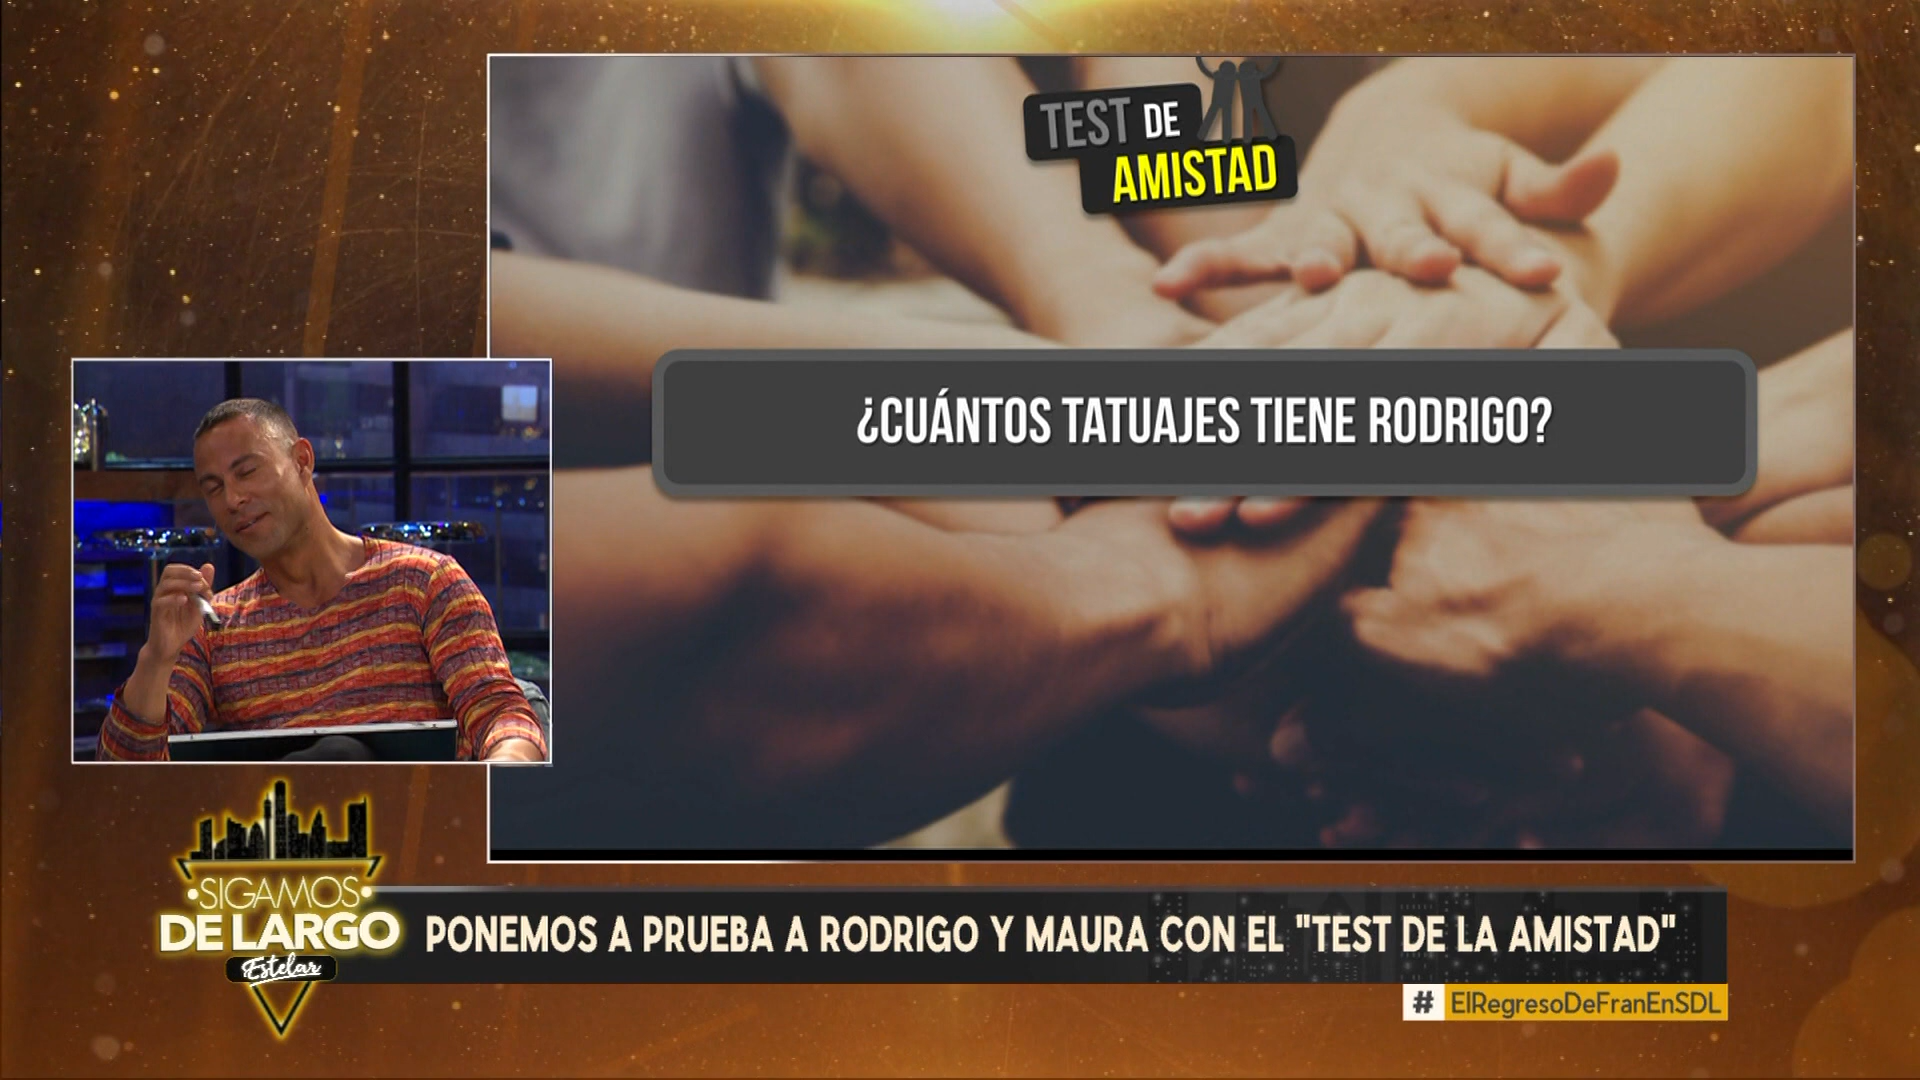 TEST DE
AMISTAD
¿CUÁNTOS TATUAJES TIENE RODRIGO?
•SIGAMOS•
DE LARGO
Estelar
PONEMOS A PRUEBA A RODRIGO Y MAURA CON EL "TEST DE LA AMISTAD"
# ElRegresoDeFranEnSDL